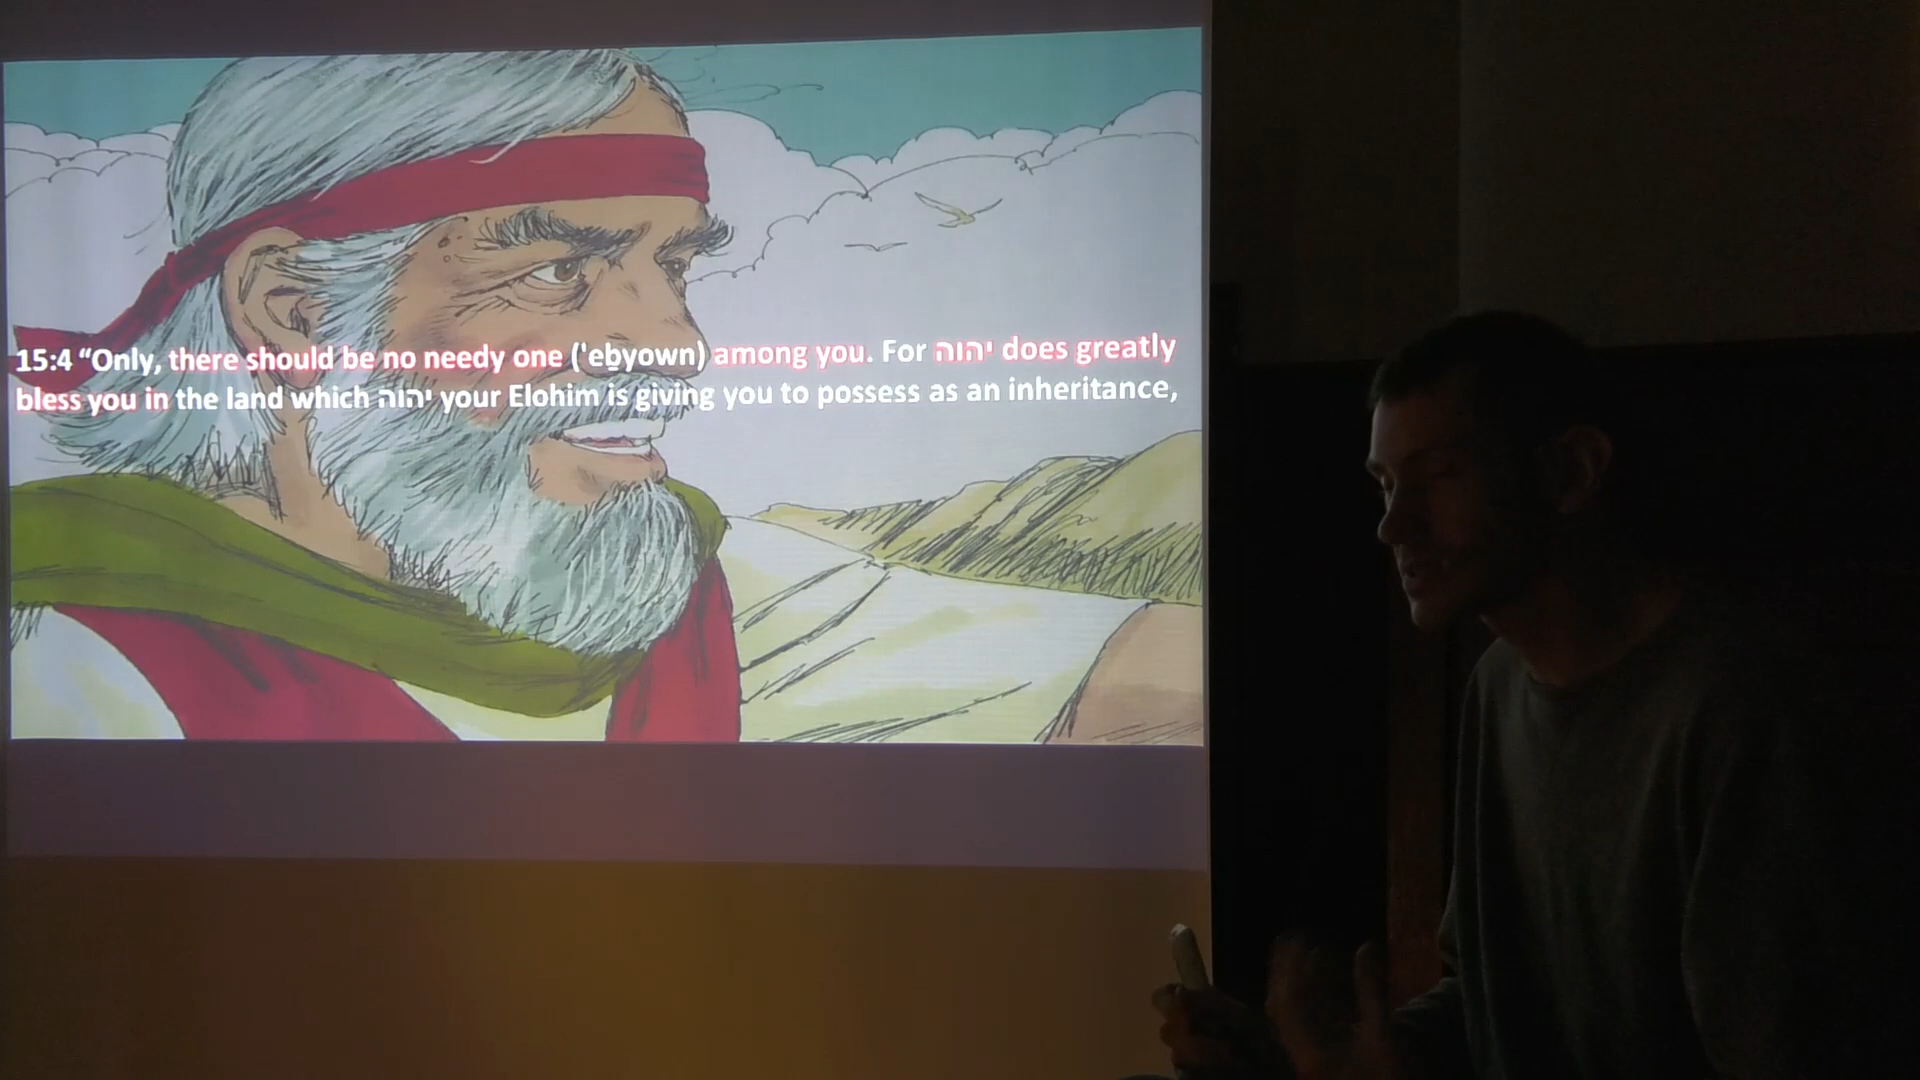 15:4 “Only, there should be no needy one ('eḇyown) among you. For יהוה does greatly
bless you in the land which יהוה your Elohim is giving you to possess as an inheritance,